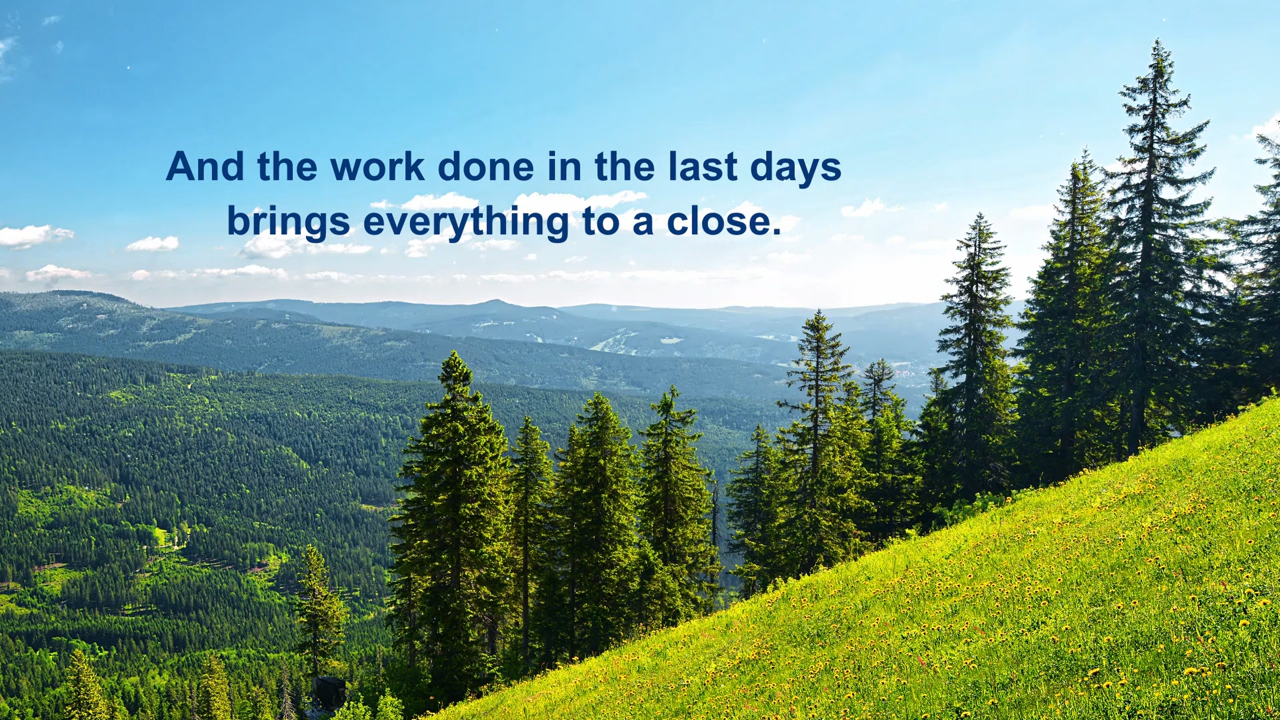 And the work done in the last days
brings everything to a close.